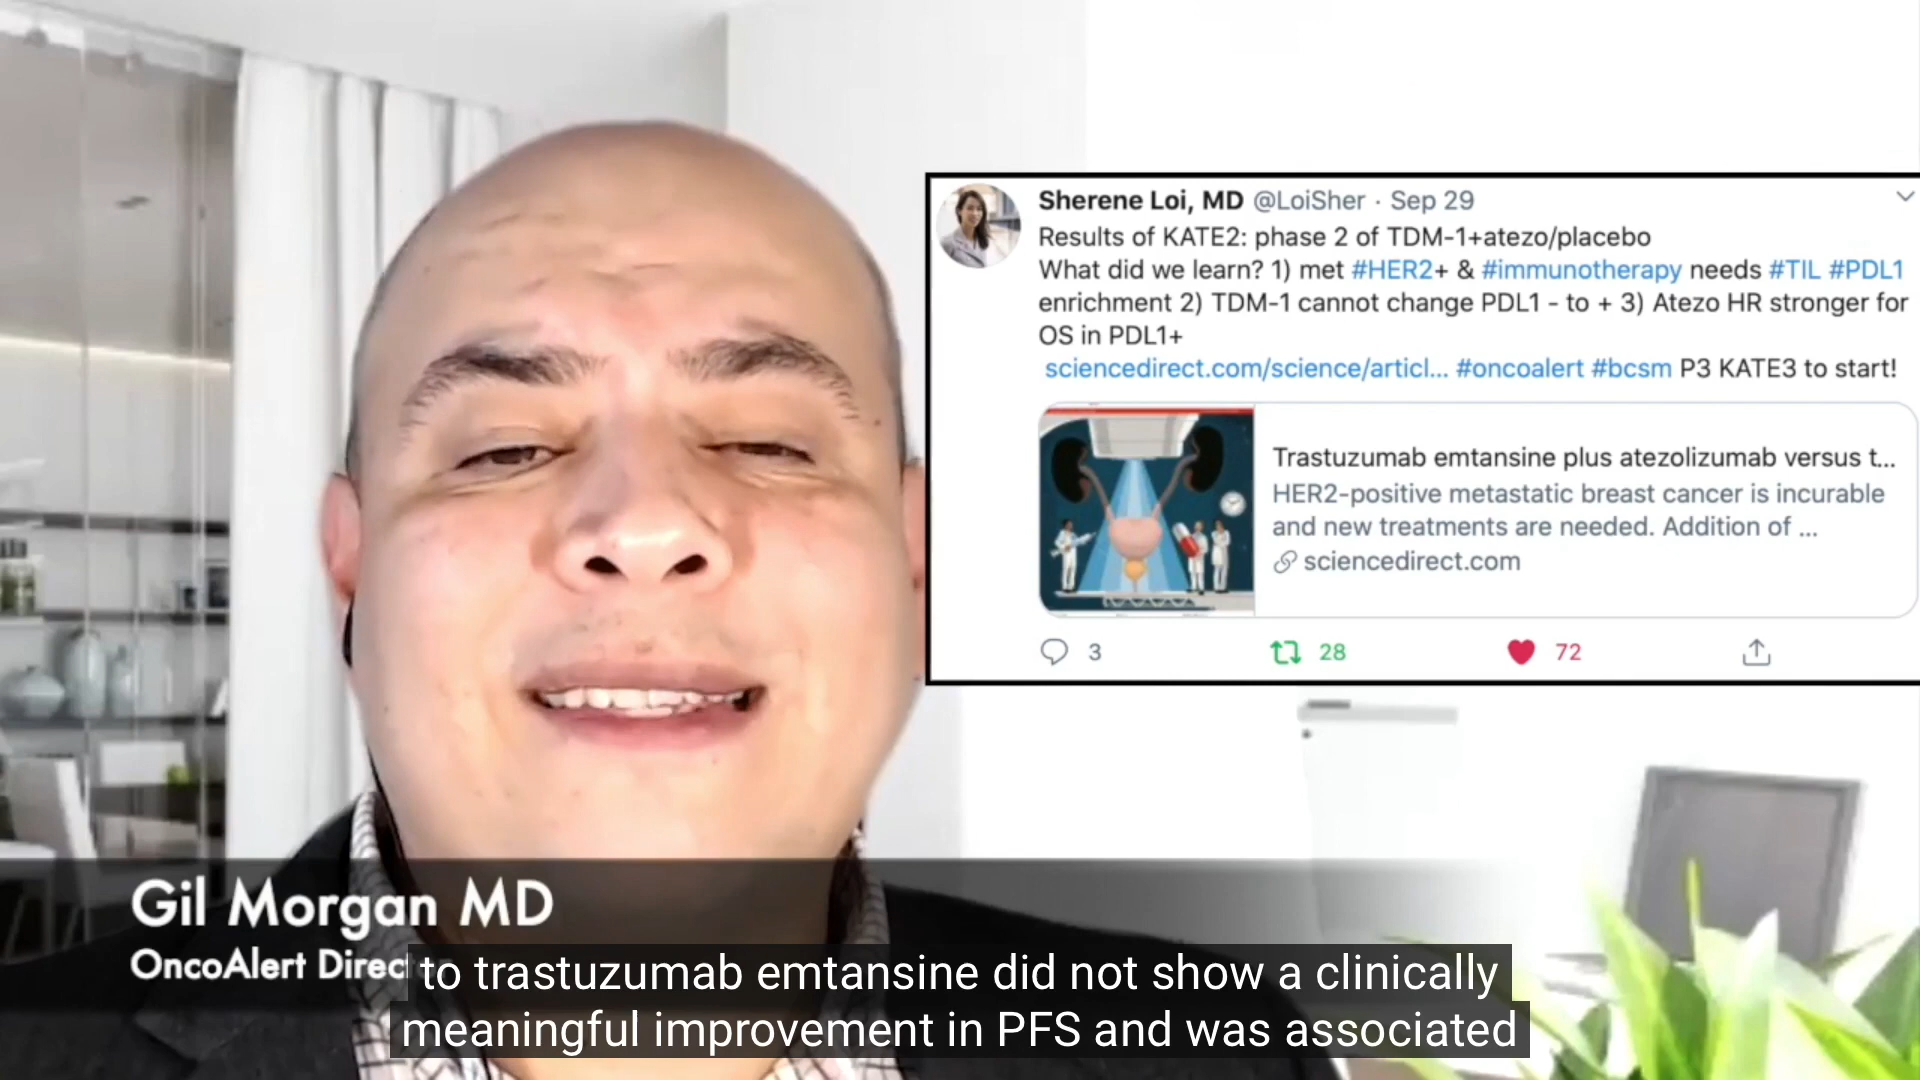 Sherene Loi, MD @LoiSher · Sep 29
Results of KATE2: phase 2 of TDM-1+atezo/placebo
What did we learn? 1) met #HER2+ & #immunotherapy needs #TIL #PDL1
enrichment 2) TDM-1 cannot change PDL1 - to + 3) Atezo HR stronger for
OS in PDL1+
sciencedirect.com/science/articl... #oncoalert #bcsm P3 KATE3 to start!
Trastuzumab emtansine plus atezolizumab versus t...
HER2-positive metastatic breast cancer is incurable
and new treatments are needed. Addition of ...
sciencedirect.com
3 28 72
Gil Morgan MD
OncoAlert
to trastuzumab emtansine did not show a clinically
meaningful improvement in PFS and was associated